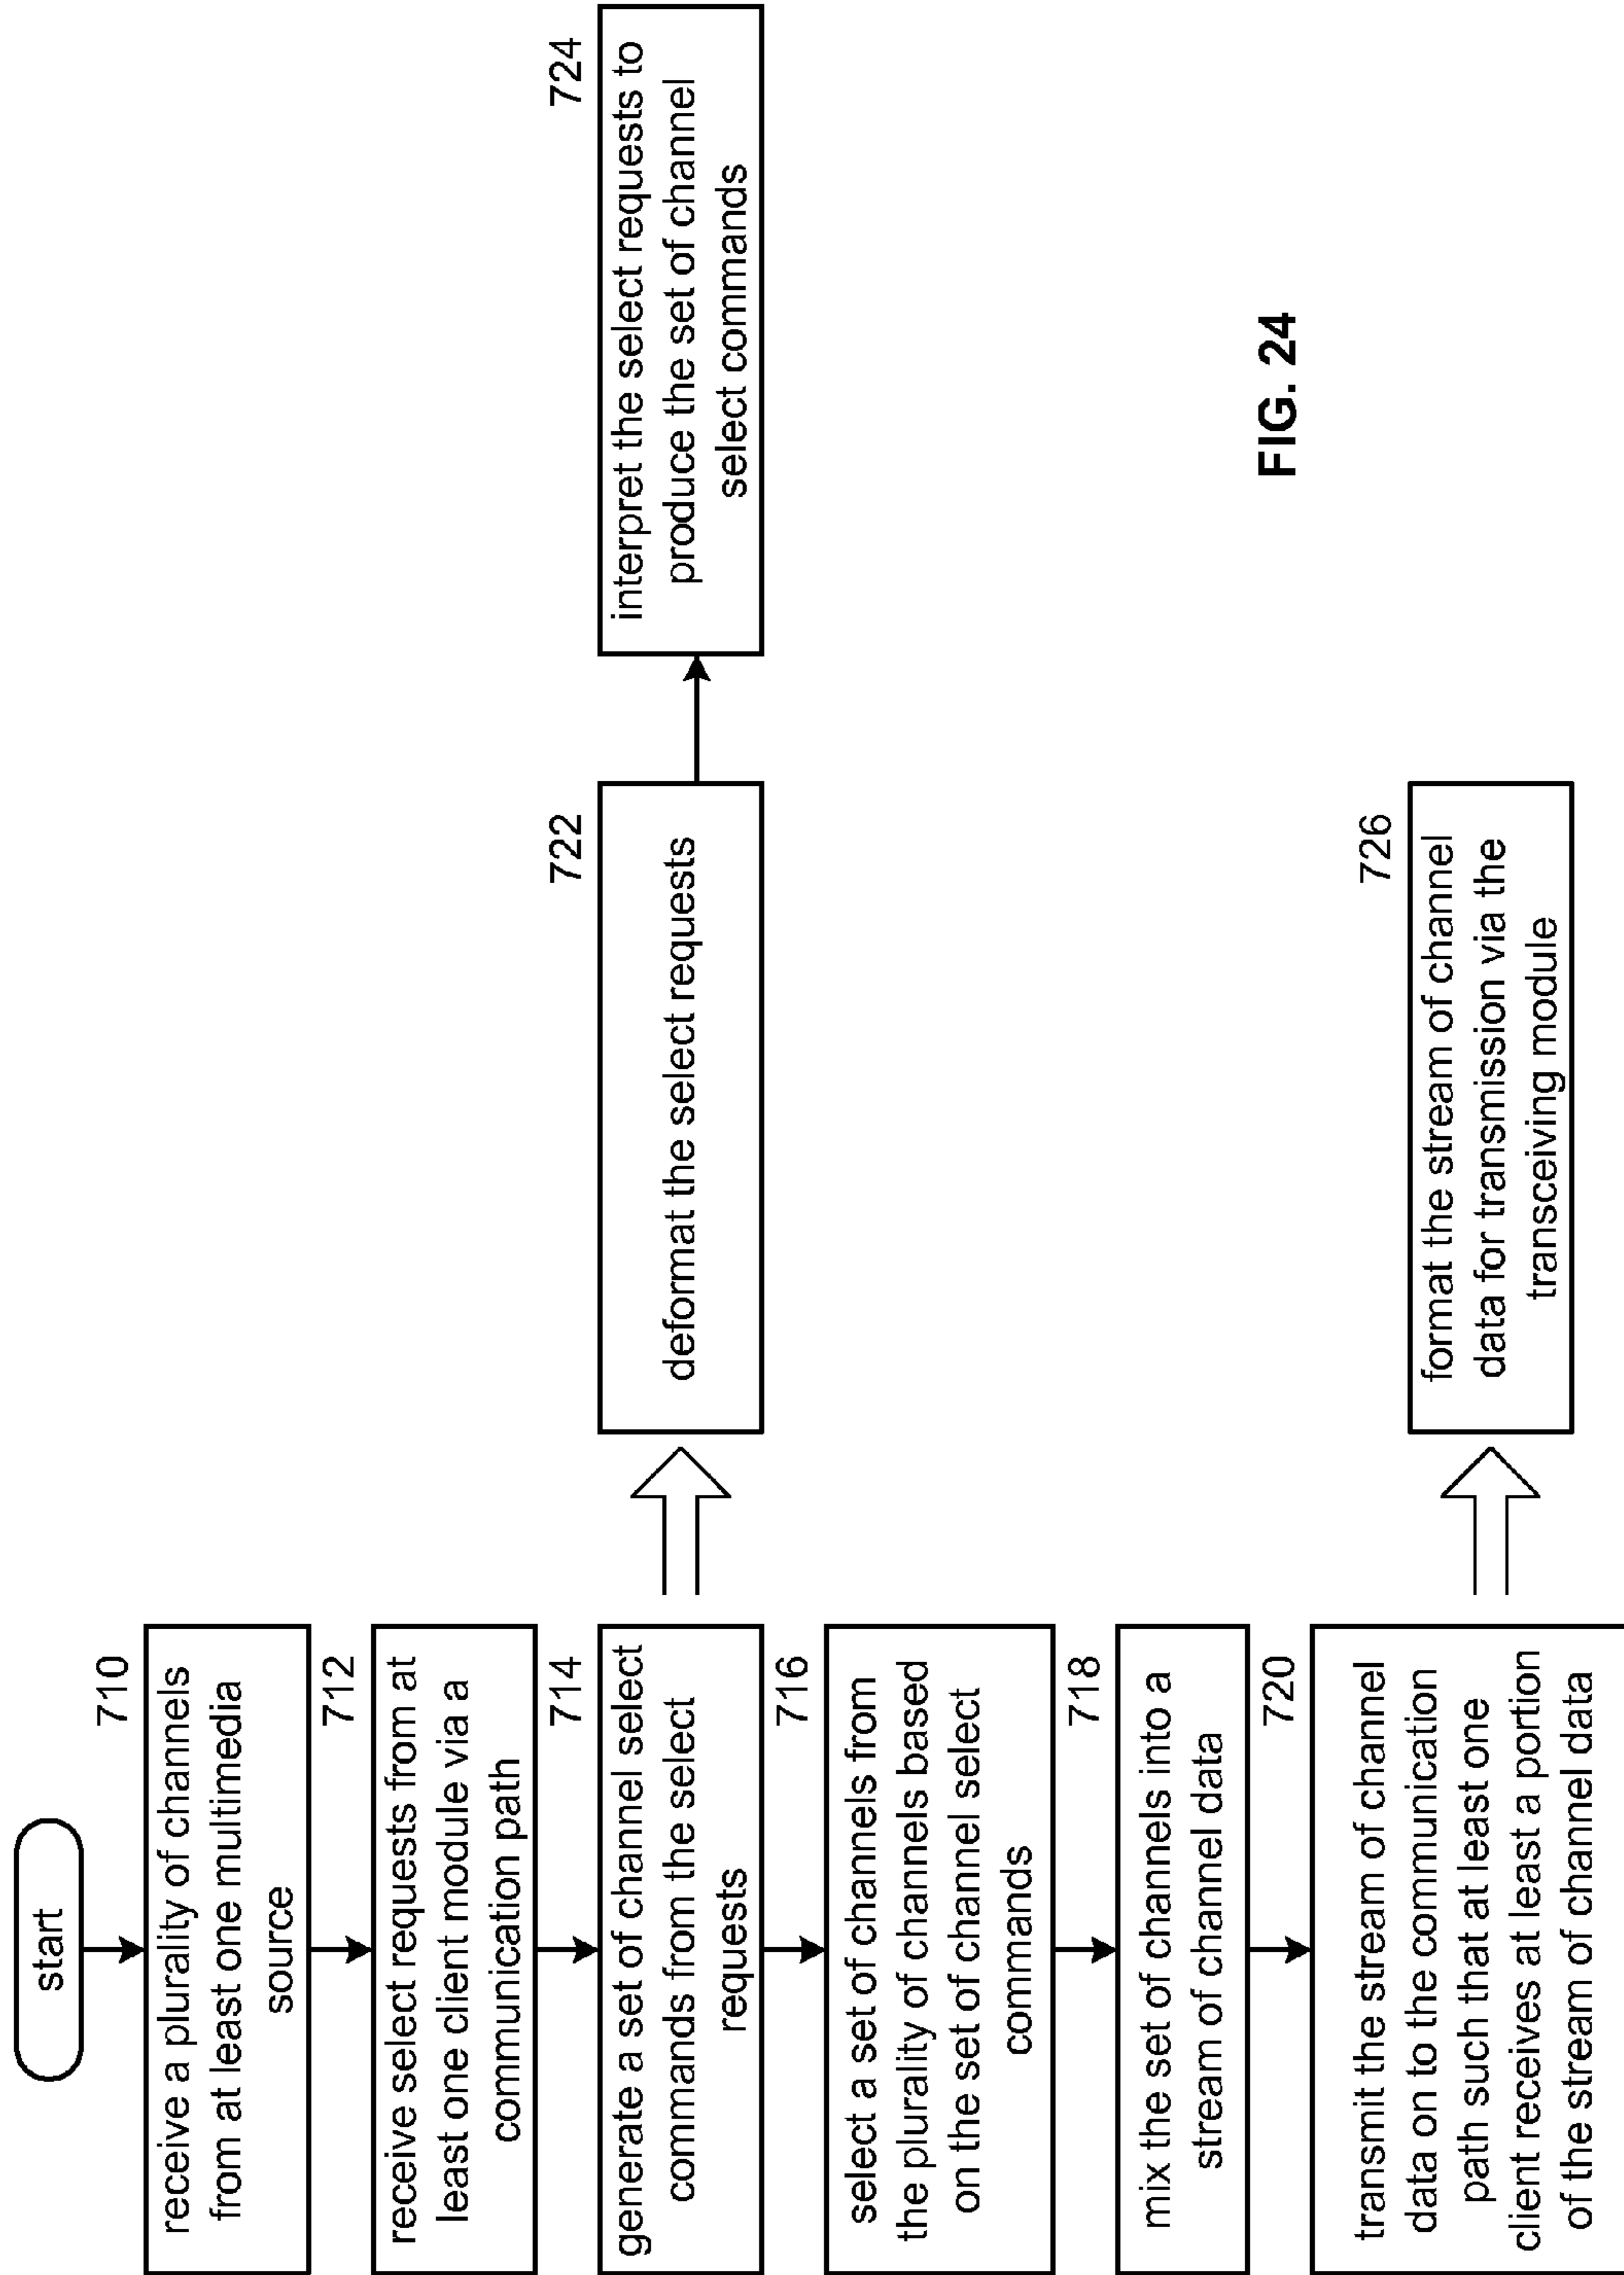 start
710
receive a plurality of channels
from at least one multimedia
source
712
receive select requests from at
least one client module via a
communication path
714
generate a set of channel select
commands from the select
requests
722
deformat the select requests
724
interpret the select requests to
produce the set of channel
select commands
716
select a set of channels from
the plurality of channels based
on the set of channel select
commands
718
mix the set of channels into a
stream of channel data
720
transmit the stream of channel
data on to the communication
path such that at least one
client receives at least a portion
of the stream of channel data
726
format the stream of channel
data for transmission via the
transceiving module
FIG. 24